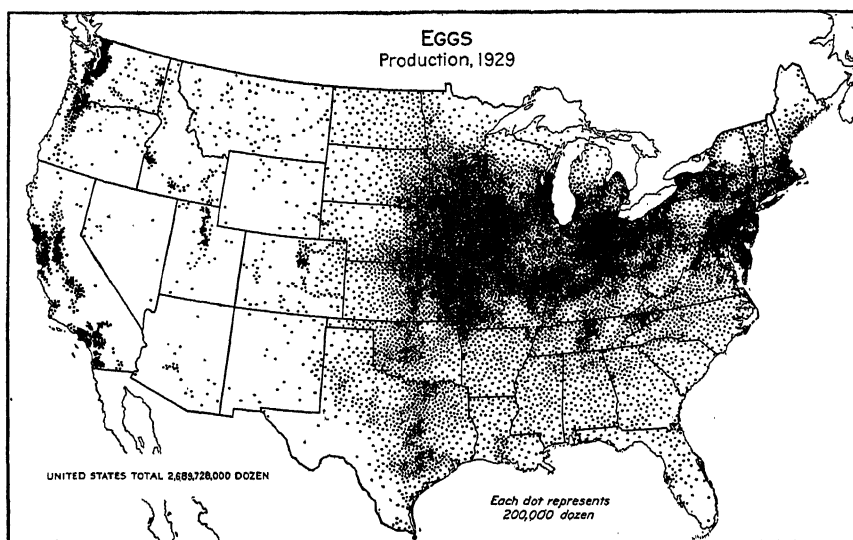 EGGS
Production, 1929
UNITED STATES TOTAL 2,689,728,000 DOZEN
Each dot represents
200,000 dozen